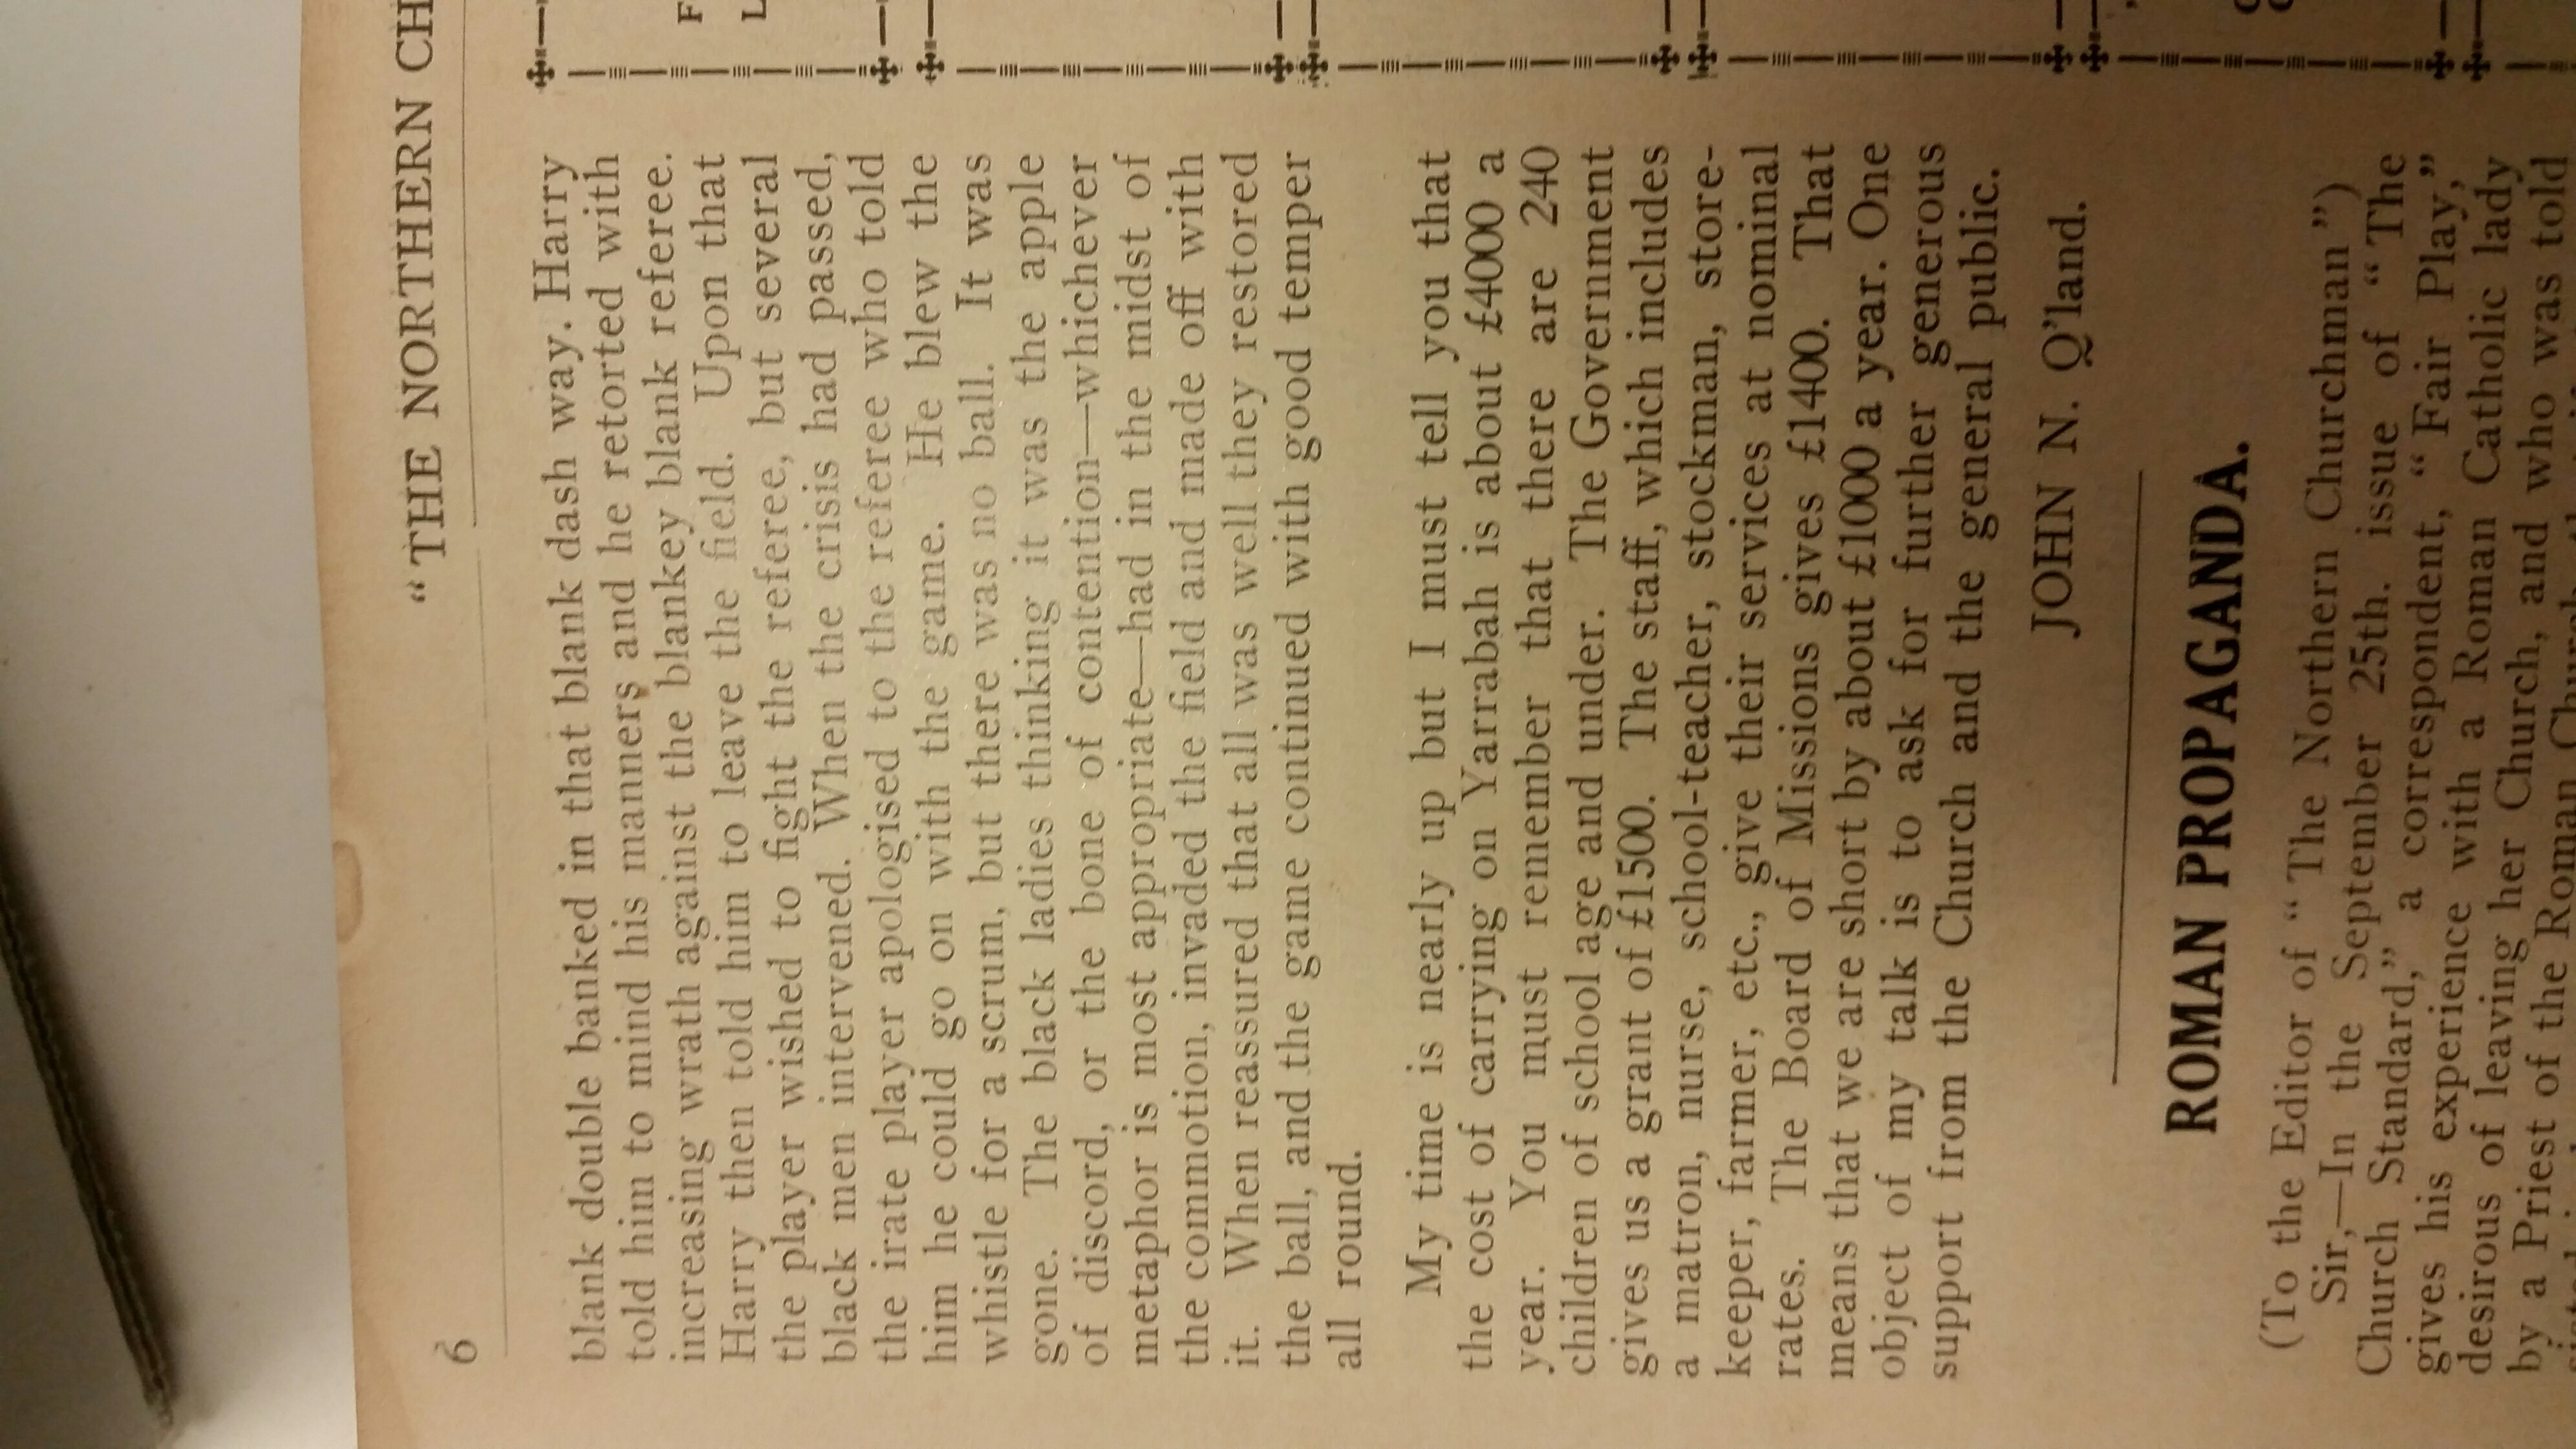 6
“THE NORTHERN CH
blank double banked in that blank dash way. Harry
told him to mind his manners and he retorted with
increasing wrath against the blankey blank referee.
Harry then told him to leave the field. Upon that
the player wished to fight the referee, but several
black men intervened. When the crisis had passed,
the irate player apologised to the referee who told
him he could go on with the game. He blew the
whistle for a scrum, but there was no ball. It was
gone. The black ladies thinking it was the apple
of discord, or the bone of contention—whichever
metaphor is most appropriate—had in the midst of
the commotion, invaded the field and made off with
it. When reassured that all was well they restored
the ball, and the game continued with good temper
all round.
My time is nearly up but I must tell you that
the cost of carrying on Yarrabah is about £4000 a
year. You must remember that there are 240
children of school age and under. The Government
gives us a grant of £1500. The staff, which includes
a matron, nurse, school-teacher, stockman, store-
keeper, farmer, etc., give their services at nominal
rates. The Board of Missions gives £1400. That
means that we are short by about £1000 a year. One
object of my talk is to ask for further generous
support from the Church and the general public.
JOHN N. Q’land.
ROMAN PROPAGANDA.
(To the Editor of “The Northern Churchman”)
Sir,—In the September 25th. issue of “The
Church Standard,” a correspondent, “Fair Play,”
gives his experience with a Roman Catholic lady
desirous of leaving her Church, and who was told
by a Priest of the Roman Church
F
L